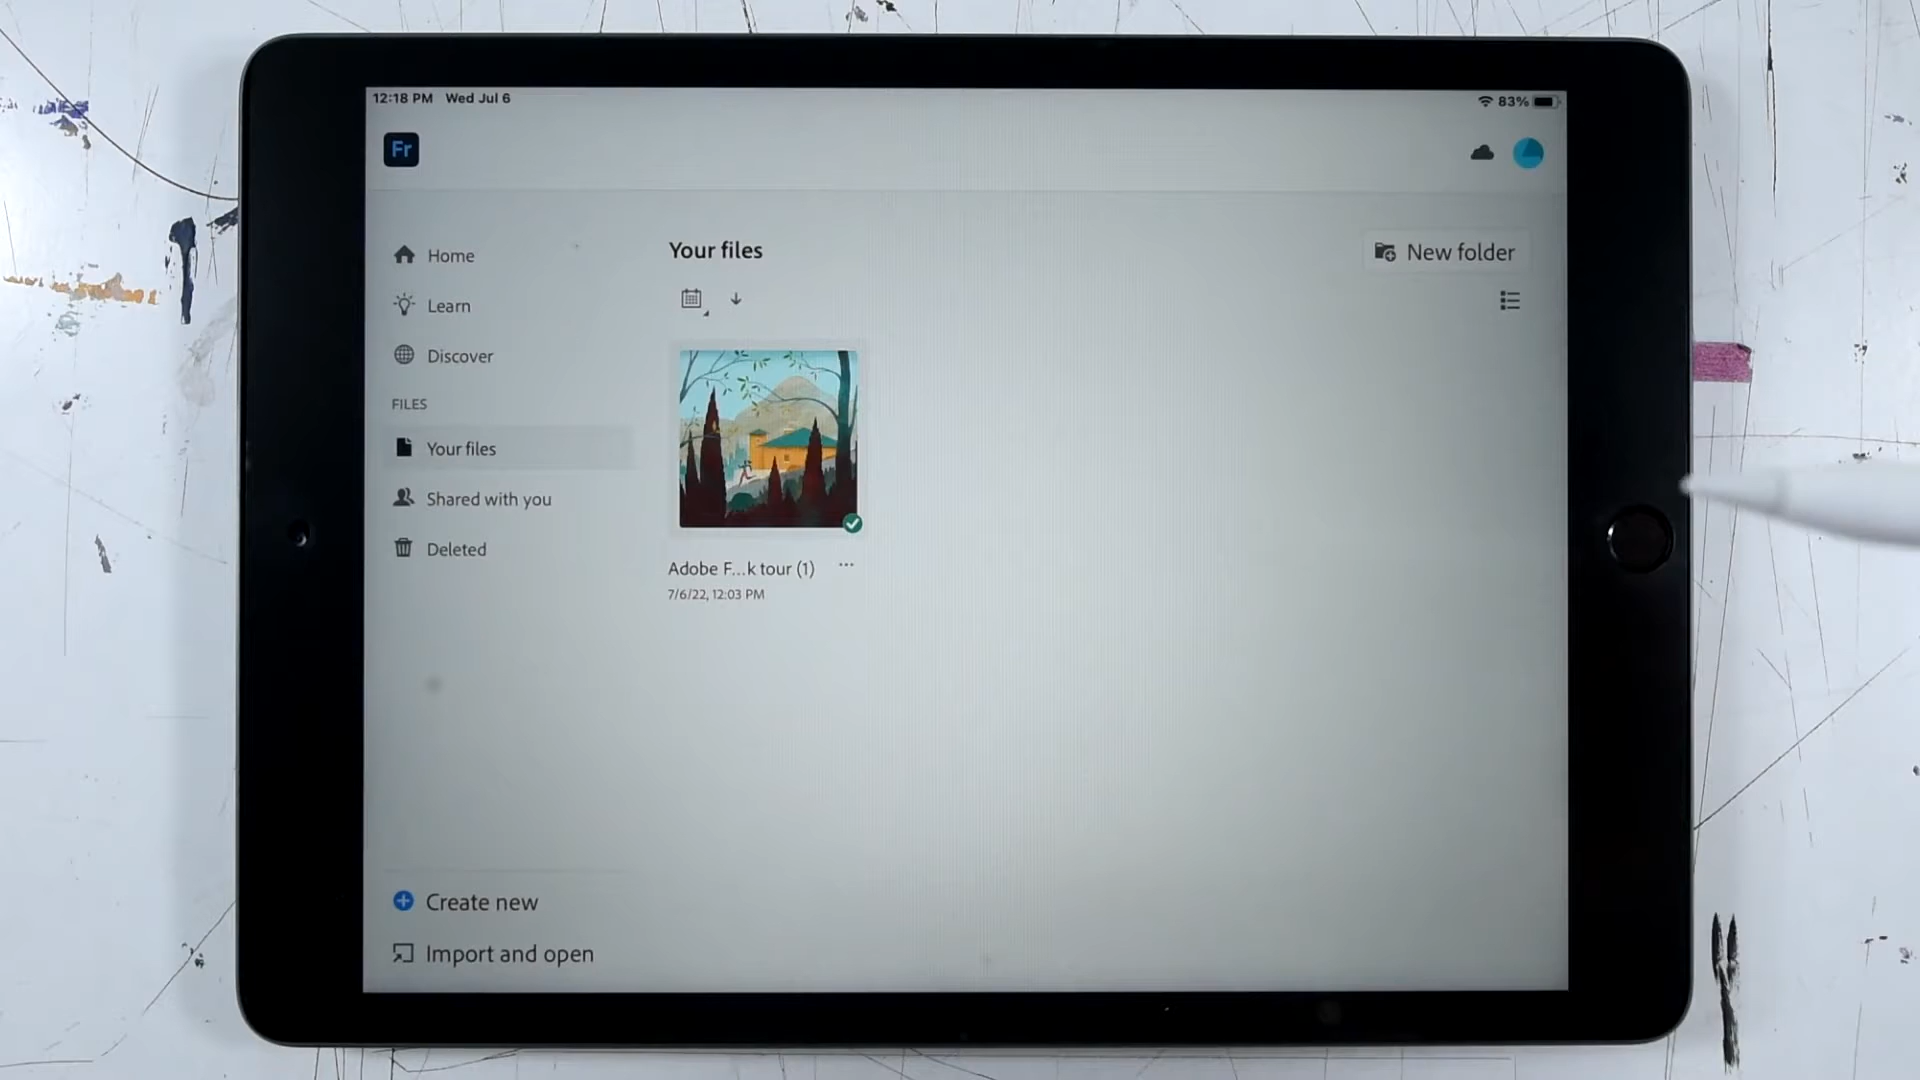 12:18 PM Wed Jul 6
83%
Fr
Home
Learn
Discover
FILES
Your files
Shared with you
Deleted
Create new
Import and open
Your files
New folder
Adobe F...k tour (1)
7/6/22, 12:03 PM